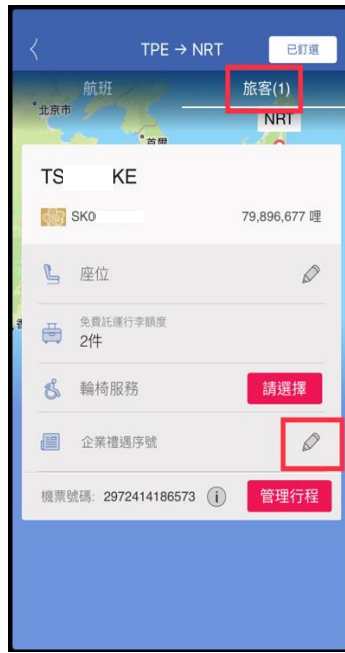 TPE → NRT
已訂選
航班
旅客(1)
北京市
NRT
首爾
TS KE
SK0
79,896,677 哩
座位
免費託運行李額度
2件
輪椅服務
請選擇
企業禮遇序號
機票號碼: 2972414186573
i
管理行程